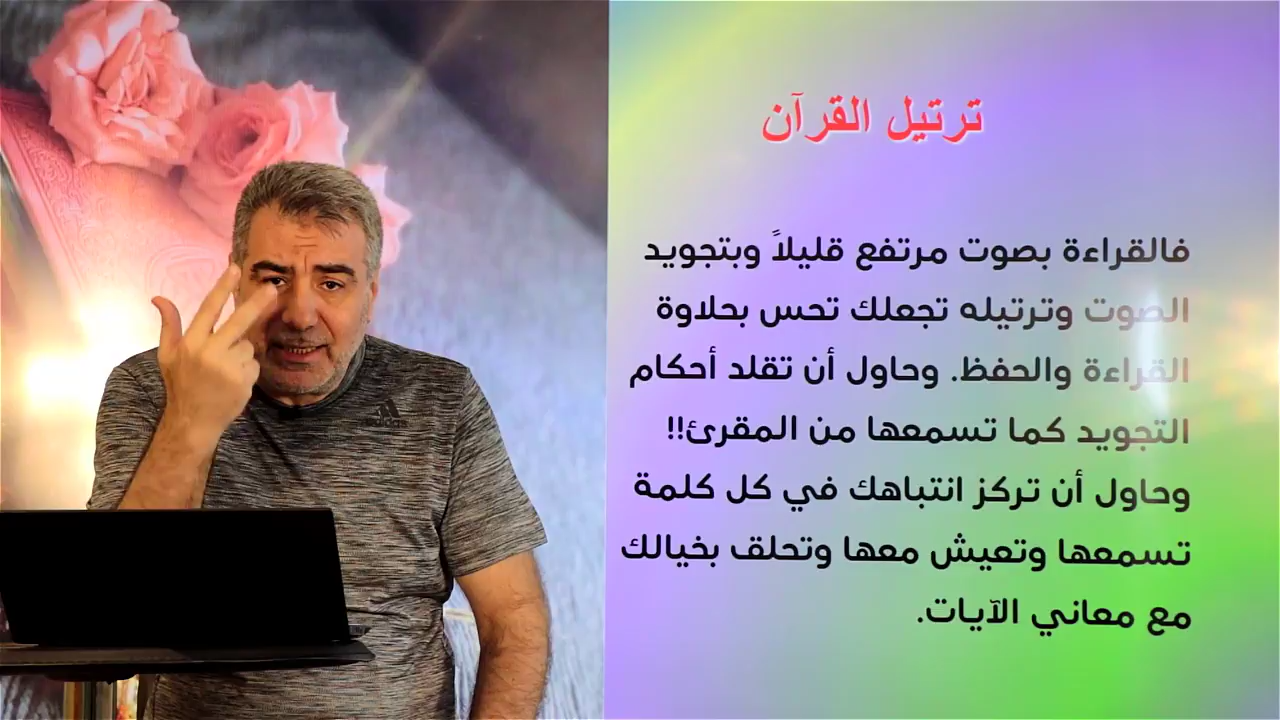 ترتيل القرآن
فالقراءة بصوت مرتفع قليلاً وبتجويد
الصوت وترتيله تجعلك تحس بحلاوة
القراءة والحفظ. وحاول أن تقلد أحكام
التجويد كما تسمعها من المقرئ!!
وحاول أن تركز انتباهك في كل كلمة
تسمعها وتعيش معها وتحلق بخيالك
مع معاني الآيات.
adidas